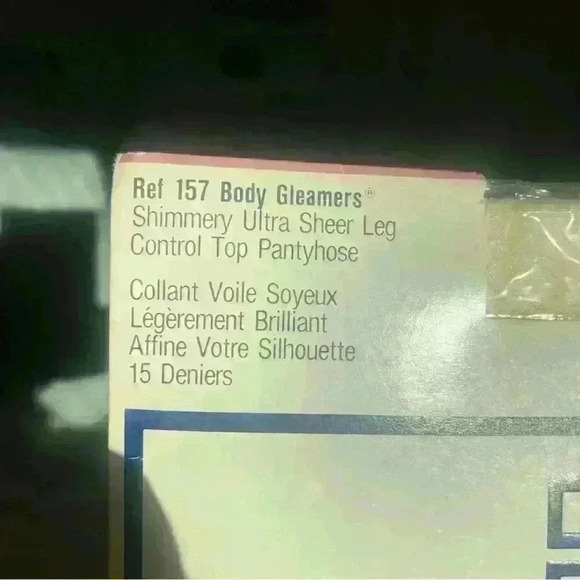 Ref 157 Body Gleamers®
Shimmery Ultra Sheer Leg
Control Top Pantyhose
Collant Voile Soyeux
Légèrement Brilliant
Affine Votre Silhouette
15 Deniers